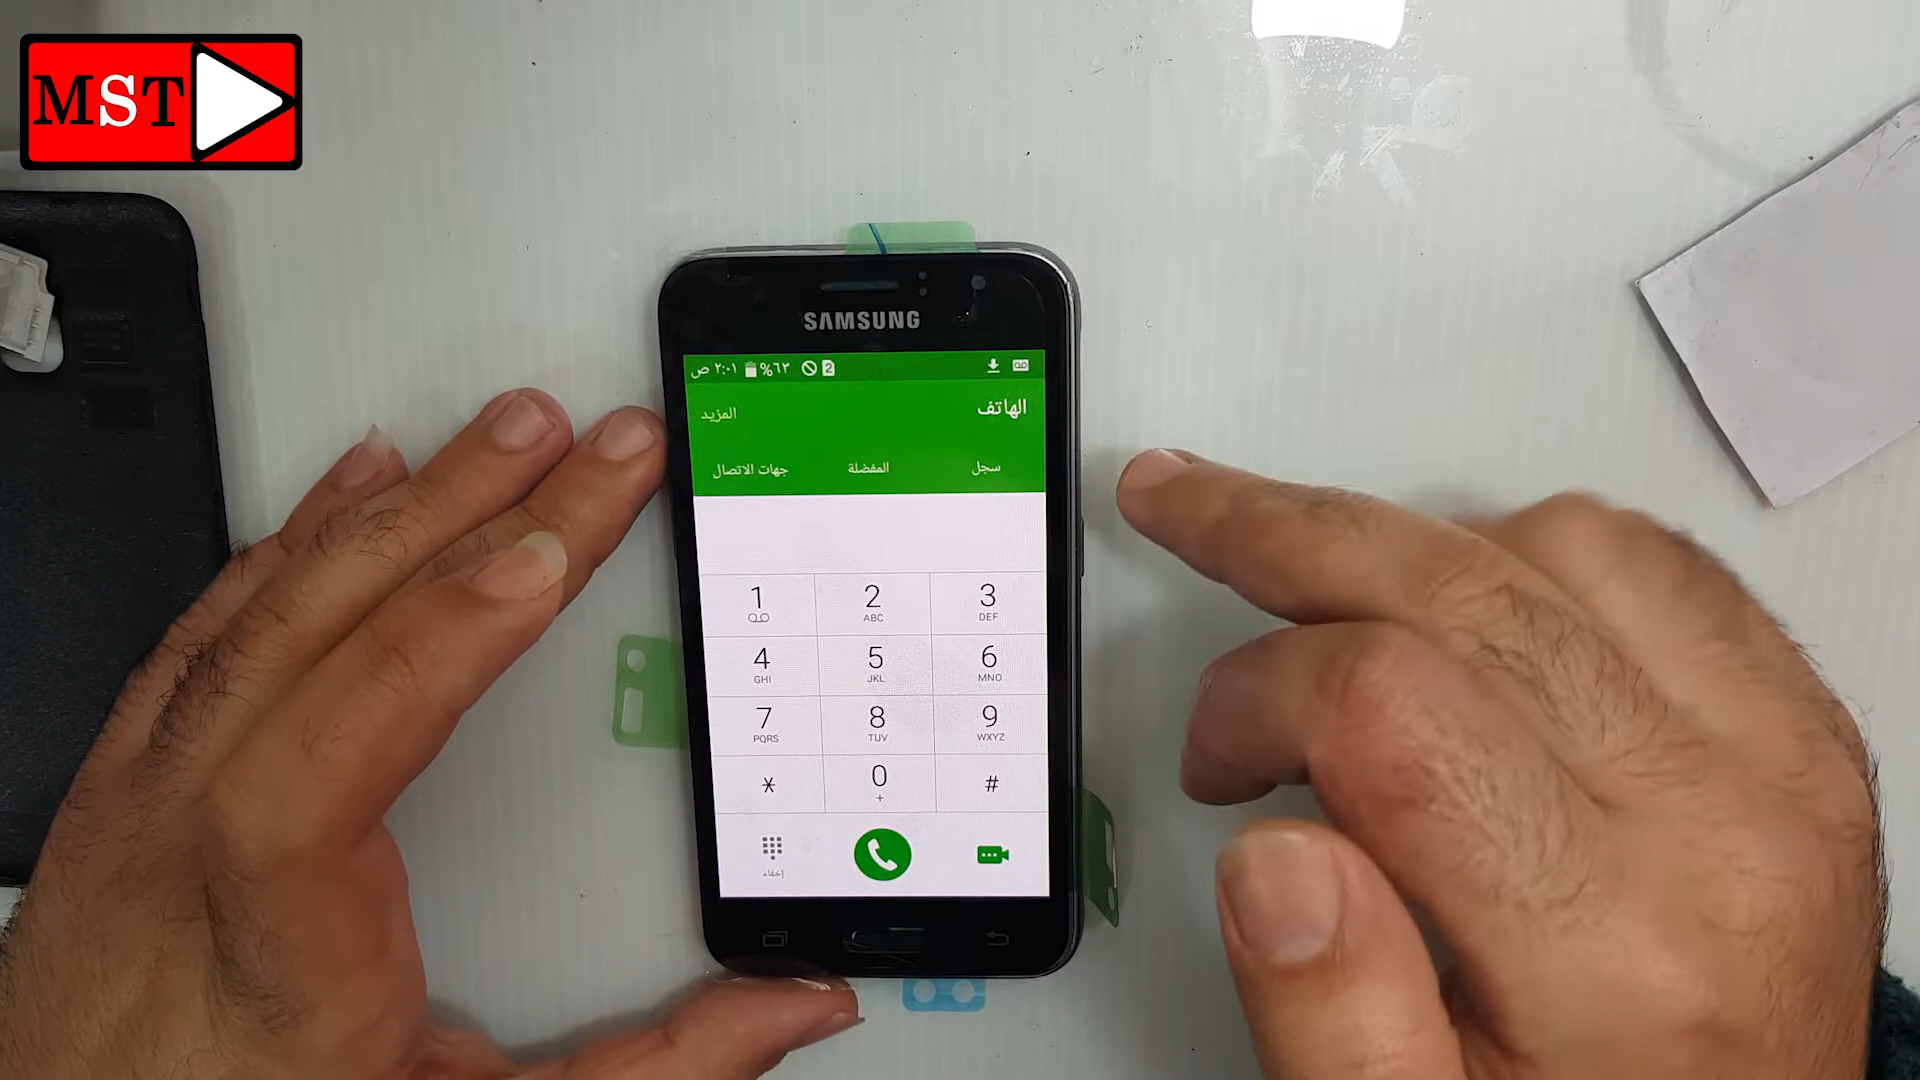 MST
SAMSUNG
٢:٠١ ص %٦٣ 2
الهاتف المزيد
سجل المفضلة جهات الاتصال
1 2 3
ABC DEF
4 5 6
GHI JKL MNO
7 8 9
PQRS TUV WXYZ
* 0 #
+
إخفاء